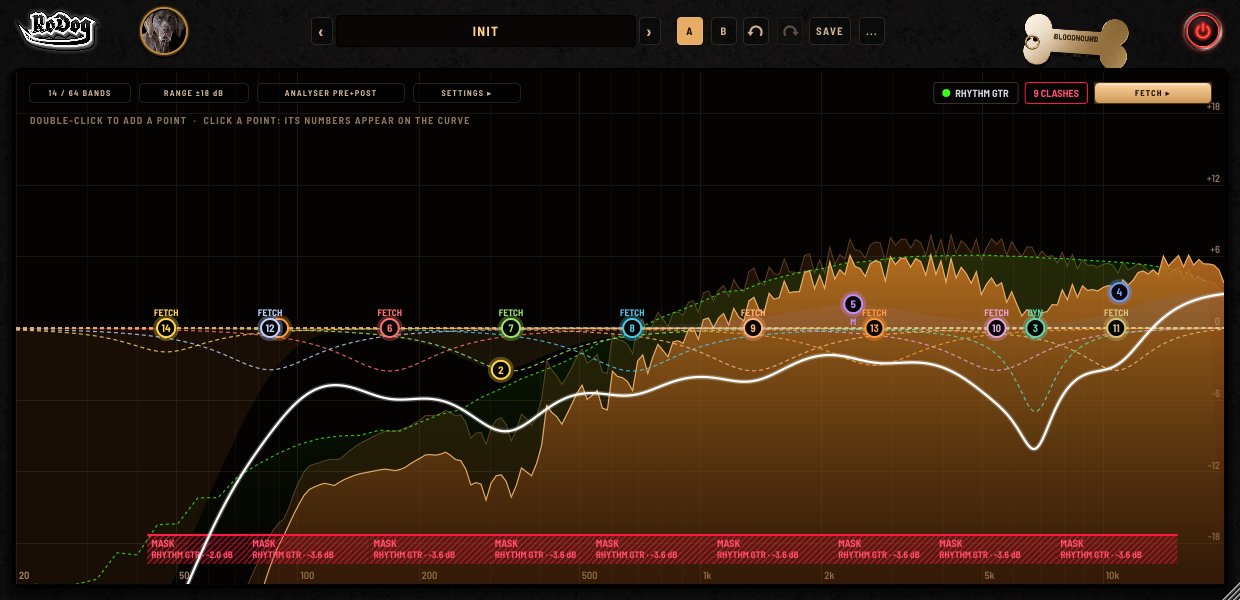 RoDog
‹ INIT › A B SAVE ...
BLOODHOUND
14 / 64 BANDS RANGE ±18 dB ANALYSER PRE+POST SETTINGS ▸ RHYTHM GTR 9 CLASHES FETCH ▸
+18
DOUBLE-CLICK TO ADD A POINT · CLICK A POINT: ITS NUMBERS APPEAR ON THE CURVE
+12
+6
4
5
M
FETCH FETCH FETCH FETCH FETCH FETCH FETCH FETCH DYN FETCH
14 12 6 7 8 9 13 10 3 11 0
2
-6
-12
-18
MASK MASK MASK MASK MASK MASK MASK MASK MASK
RHYTHM GTR · -2.0 dB RHYTHM GTR · -3.6 dB RHYTHM GTR · -3.6 dB RHYTHM GTR · -3.6 dB RHYTHM GTR · -3.6 dB RHYTHM GTR · -3.6 dB RHYTHM GTR · -3.6 dB RHYTHM GTR · -3.6 dB RHYTHM GTR · -3.6 dB
20 50 100 200 500 1k 2k 5k 10k